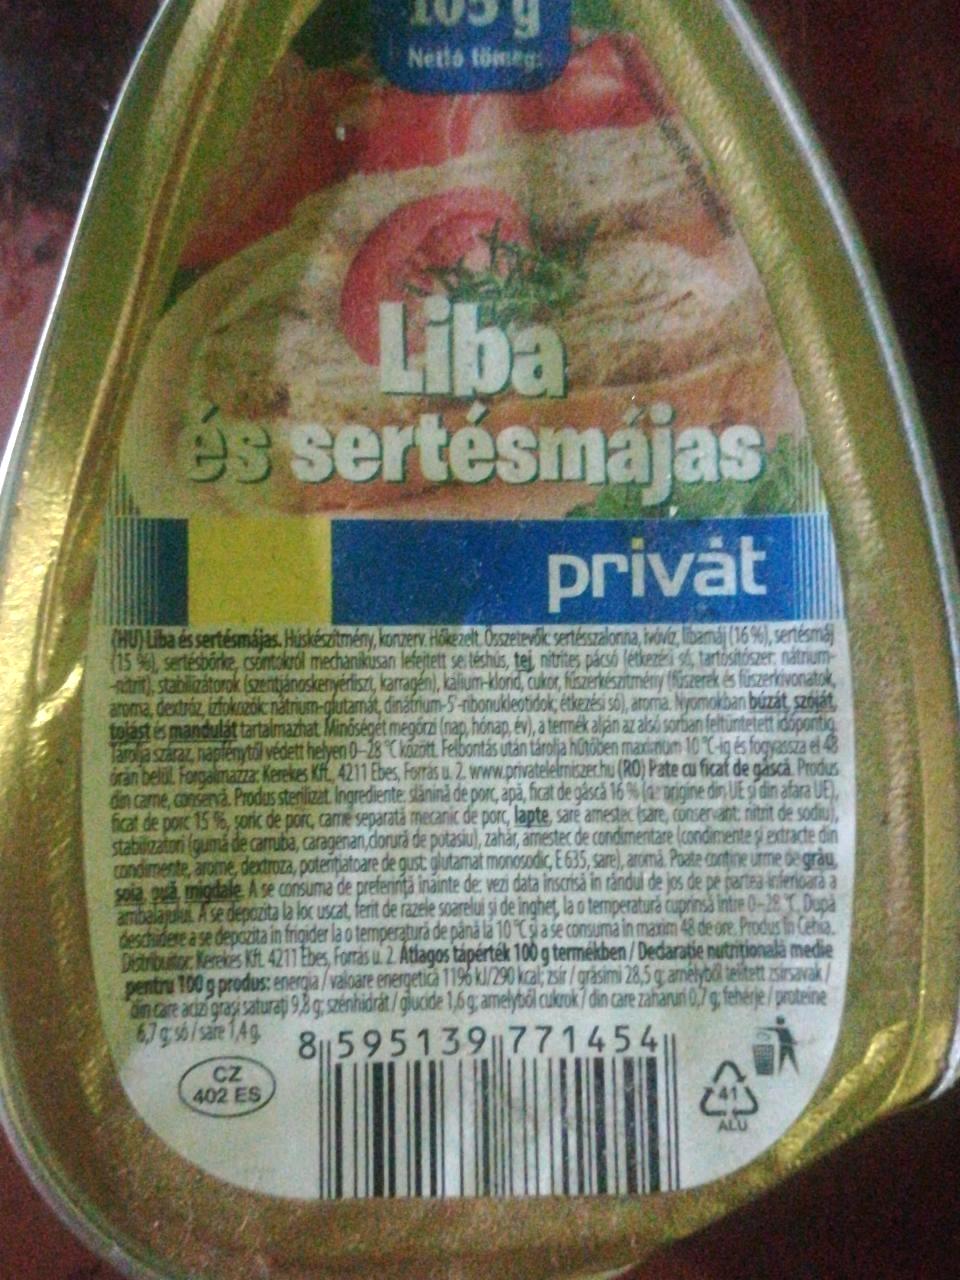 105 g
Nettó tömeg:
Liba
és sertésmájas
privát
(HU) Liba és sertésmájas. Húskészítmény, konzerv. Hőkezelt. Összetevők: sertésszalonna, ivóvíz, libamáj (16 %), sertésmáj
(15 %), sertésbőrke, csontokról mechanikusan lefejtett sertéshús, tej, nitrites pácsó (étkezési só, tartósítószer: nátrium-
-nitrit), stabilizátorok (szentjánoskenyérliszt, karragén), kálium-klorid, cukor, fűszerkészítmény (fűszerek és fűszerkivonatok,
aroma, dextróz, ízfokozók: nátrium-glutamát, dinátrium-5'-ribonukleotidok; étkezési só), aroma. Nyomokban búzát, szóját,
tojást és mandulát tartalmazhat. Minőségét megőrzi (nap, hónap, év), a termék alján az alsó sorban feltüntetett időpontig.
Tárolja száraz, napfénytől védett helyen 0–28 °C között. Felbontás után tárolja hűtőben maximum 10 °C-ig és fogyassza el 48
órán belül. Forgalmazza: Kerekes Kft., 4211 Ebes, Forrás u. 2. www.privatelelmiszer.hu (RO) Pate cu ficat de gâscă. Produs
din carne, conservă. Produs sterilizat. Ingrediente: slănină de porc, apă, ficat de gâscă 16 % (origine din UE și din afara UE),
ficat de porc 15 %, șoric de porc, carne separată mecanic de porc, lapte, sare amestec (sare, conservant: nitrit de sodiu),
stabilizatori (gumă de carruba, caragenan, clorură de potasiu), zahăr, amestec de condimentare (condimente și extracte din
condimente, arome, dextroza, potențiatoare de gust: glutamat monosodic, E 635, sare), aromă. Poate conține urme de grâu,
soia, ouă, migdale. A se consuma de preferință înainte de: vezi data înscrisă în rândul de jos de pe partea inferioară a
ambalajului. A se depozita la loc uscat, ferit de razele soarelui și de îngheț, la o temperatură cuprinsă între 0–28 °C. După
deschidere a se depozita în frigider la o temperatură de până la 10 °C și a se consuma în maxim 48 de ore. Produs în Cehia.
Distribuitor: Kerekes Kft. 4211 Ebes, Forrás u. 2. Átlagos tápérték 100 g termékben / Declarație nutrițională medie
pentru 100 g produs: energia / valoare energetică 1196 kJ/290 kcal; zsír / grăsimi 28,5 g; amelyből telített zsírsavak /
din care acizi grași saturați 9,8 g; szénhidrát / glucide 1,6 g; amelyből cukrok / din care zaharuri 0,7 g; fehérje / proteine
6,7 g; só / sare 1,4 g.
8 595139 771454
CZ
402 ES
41
ALU